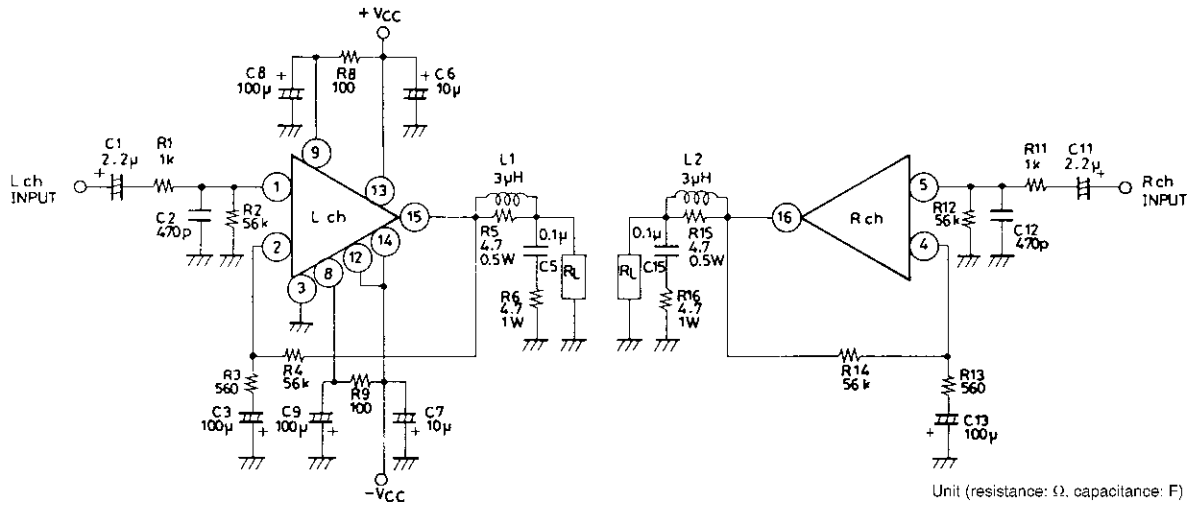 +VCC
C8
100μ
R8
100
C6
10μ
+
+
9
C1
2.2μ
+
R1
1k
L ch
INPUT
C2
470p
R2
56k
1
2
3
8
12
14
13
15
L ch
L1
3μH
R5
4.7
0.5W
0.1μ
C5
RL
R6
4.7
1W
R3
560
R4
56k
C3
100μ
+
C9
100μ
+
R9
100
C7
10μ
+
-VCC
L2
3μH
0.1μ
R15
4.7
0.5W
C15
RL
R16
4.7
1W
16
R ch
5
4
R11
1k
C11
2.2μ
+
R ch
INPUT
R12
56k
C12
470p
R14
56k
R13
560
C13
100μ
+
Unit (resistance: Ω, capacitance: F)